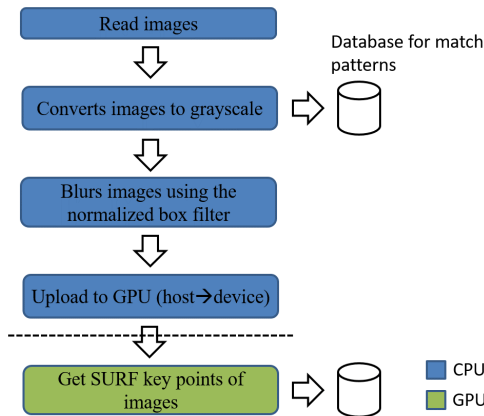 Read images
Database for match
patterns
Converts images to grayscale
Blurs images using the
normalized box filter
Upload to GPU (host→device)
Get SURF key points of
images
CPU
GPU